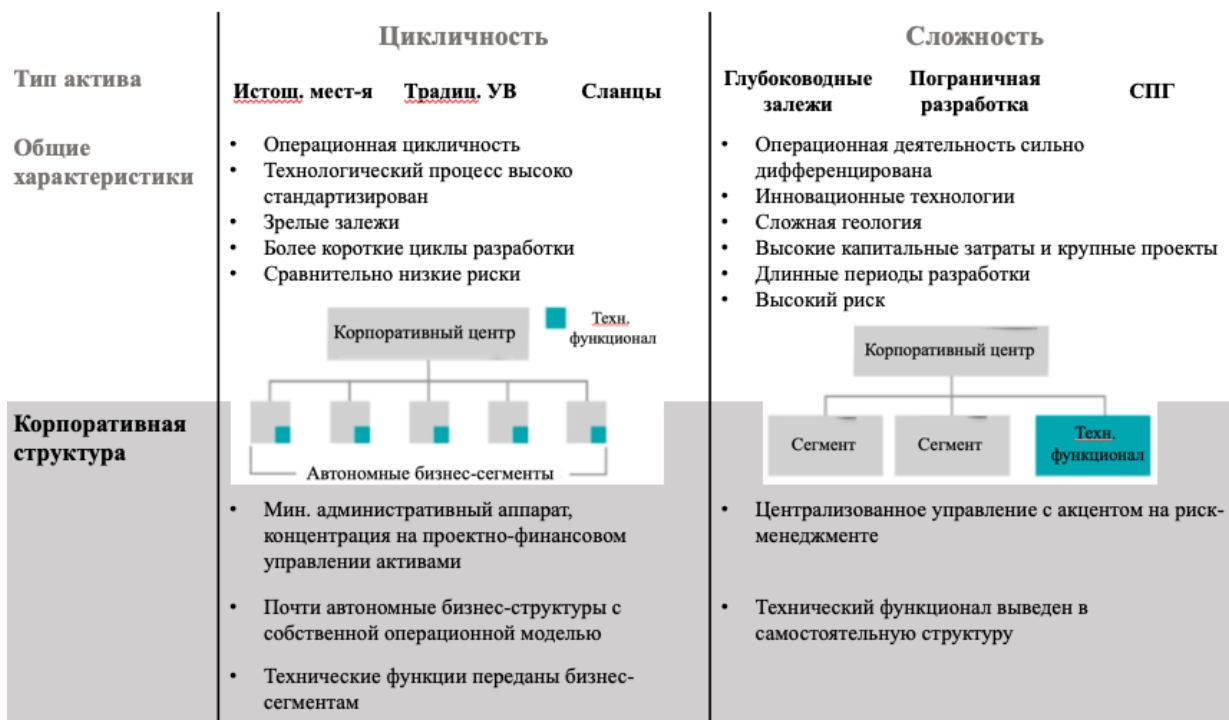 Цикличность
Сложность
Тип актива
Истощ. мест-я
Традиц. УВ
Сланцы
Глубоководные
залежи
Пограничная
разработка
СПГ
Общие
характеристики
• Операционная цикличность
• Технологический процесс высоко
стандартизирован
• Зрелые залежи
• Более короткие циклы разработки
• Сравнительно низкие риски
• Операционная деятельность сильно
дифференцирована
• Инновационные технологии
• Сложная геология
• Высокие капитальные затраты и крупные проекты
• Длинные периоды разработки
• Высокий риск
Корпоративный центр
Техн.
функционал
Корпоративный центр
Корпоративная
структура
Автономные бизнес-сегменты
Сегмент
Сегмент
Техн.
функционал
• Мин. административный аппарат,
концентрация на проектно-финансовом
управлении активами
• Почти автономные бизнес-структуры с
собственной операционной моделью
• Технические функции переданы бизнес-
сегментам
• Централизованное управление с акцентом на риск-
менеджменте
• Технический функционал выведен в
самостоятельную структуру